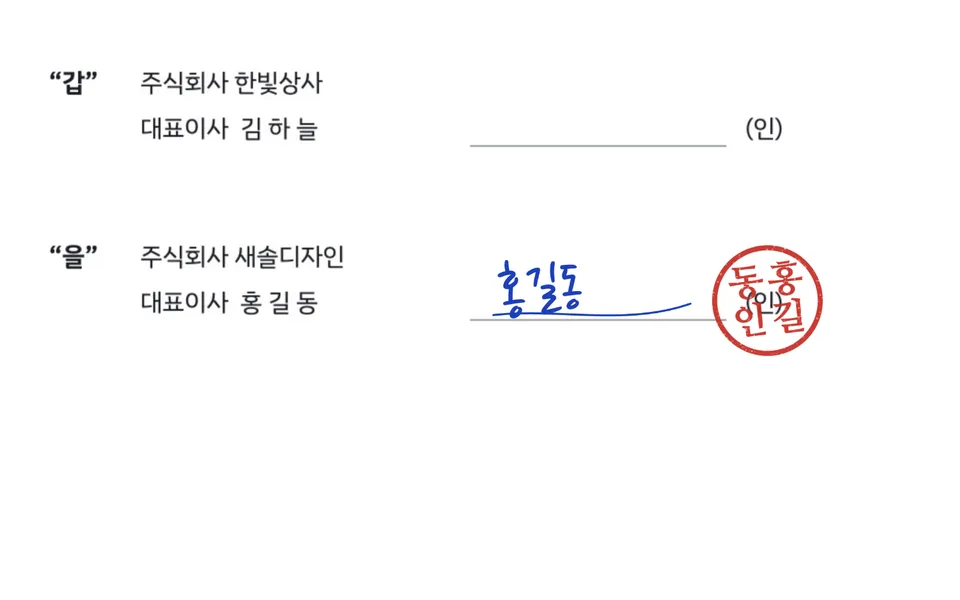 “갑” 주식회사 한빛상사
대표이사 김 하 늘 (인)
“을” 주식회사 새솔디자인
대표이사 홍 길 동 홍길동 (인)
홍길동인